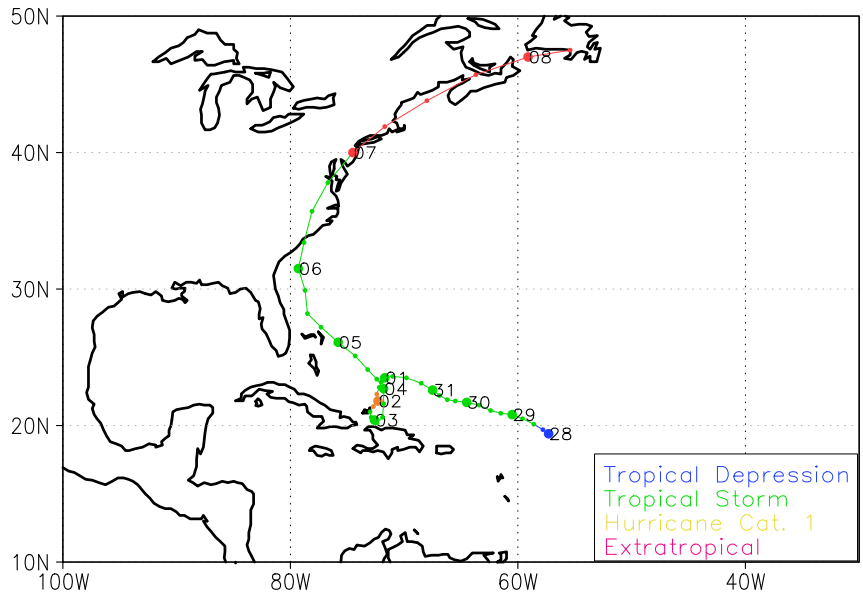 50N
08
40N
07
30N
06
05
01
04
31
02
30
29
03
28
20N
Tropical Depression
Tropical Storm
Hurricane Cat. 1
Extratropical
10N
100W
80W
60W
40W